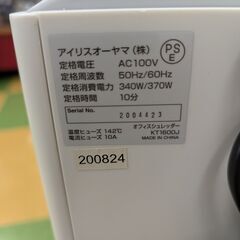 アイリスオーヤマ（株）
PS
E
定格電圧 AC100V
定格周波数 50Hz/60Hz
定格消費電力 340W/370W
定格時間 10分
Serial No. 2004423
温度ヒューズ 142℃
電流ヒューズ 10A
オフィスシュレッダー
KT1600J
MADE IN CHINA
200824